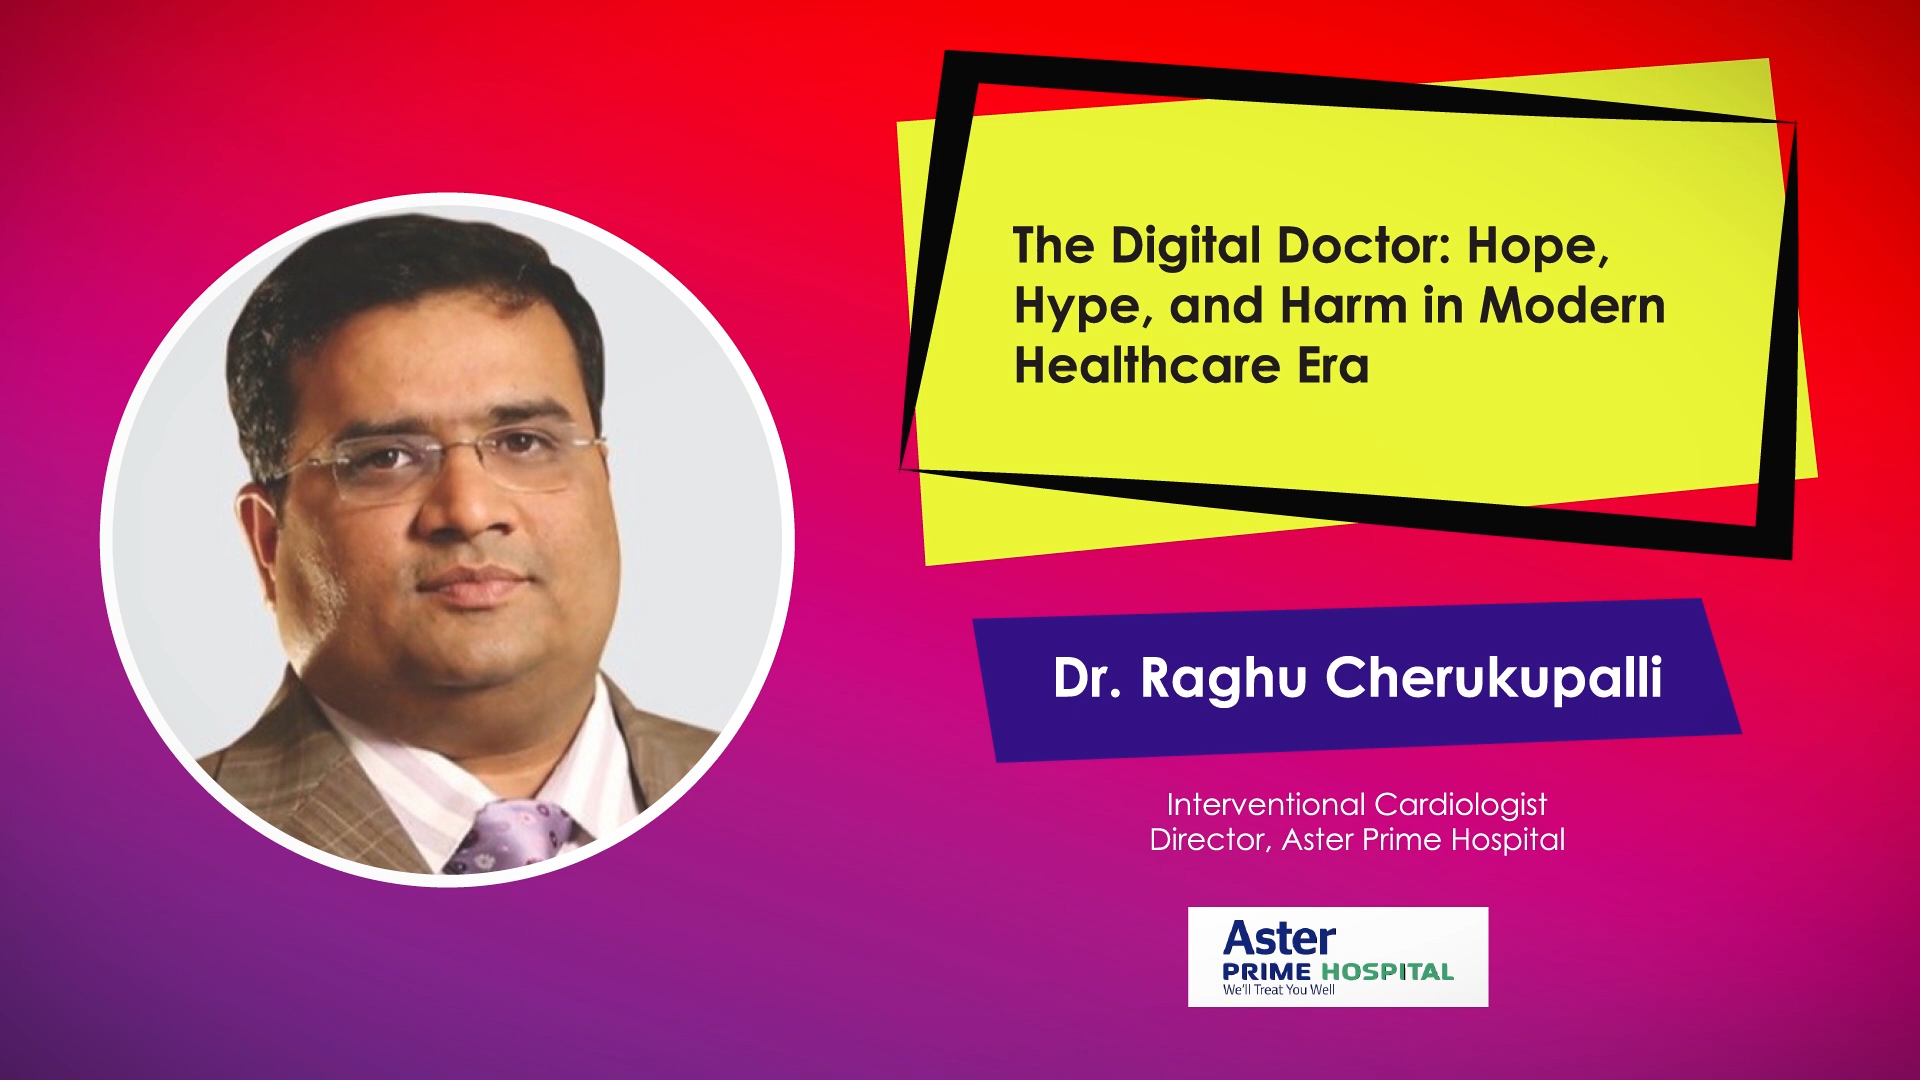 The Digital Doctor: Hope,
Hype, and Harm in Modern
Healthcare Era
Dr. Raghu Cherukupalli
Interventional Cardiologist
Director, Aster Prime Hospital
Aster
PRIME HOSPITAL
We'll Treat You Well